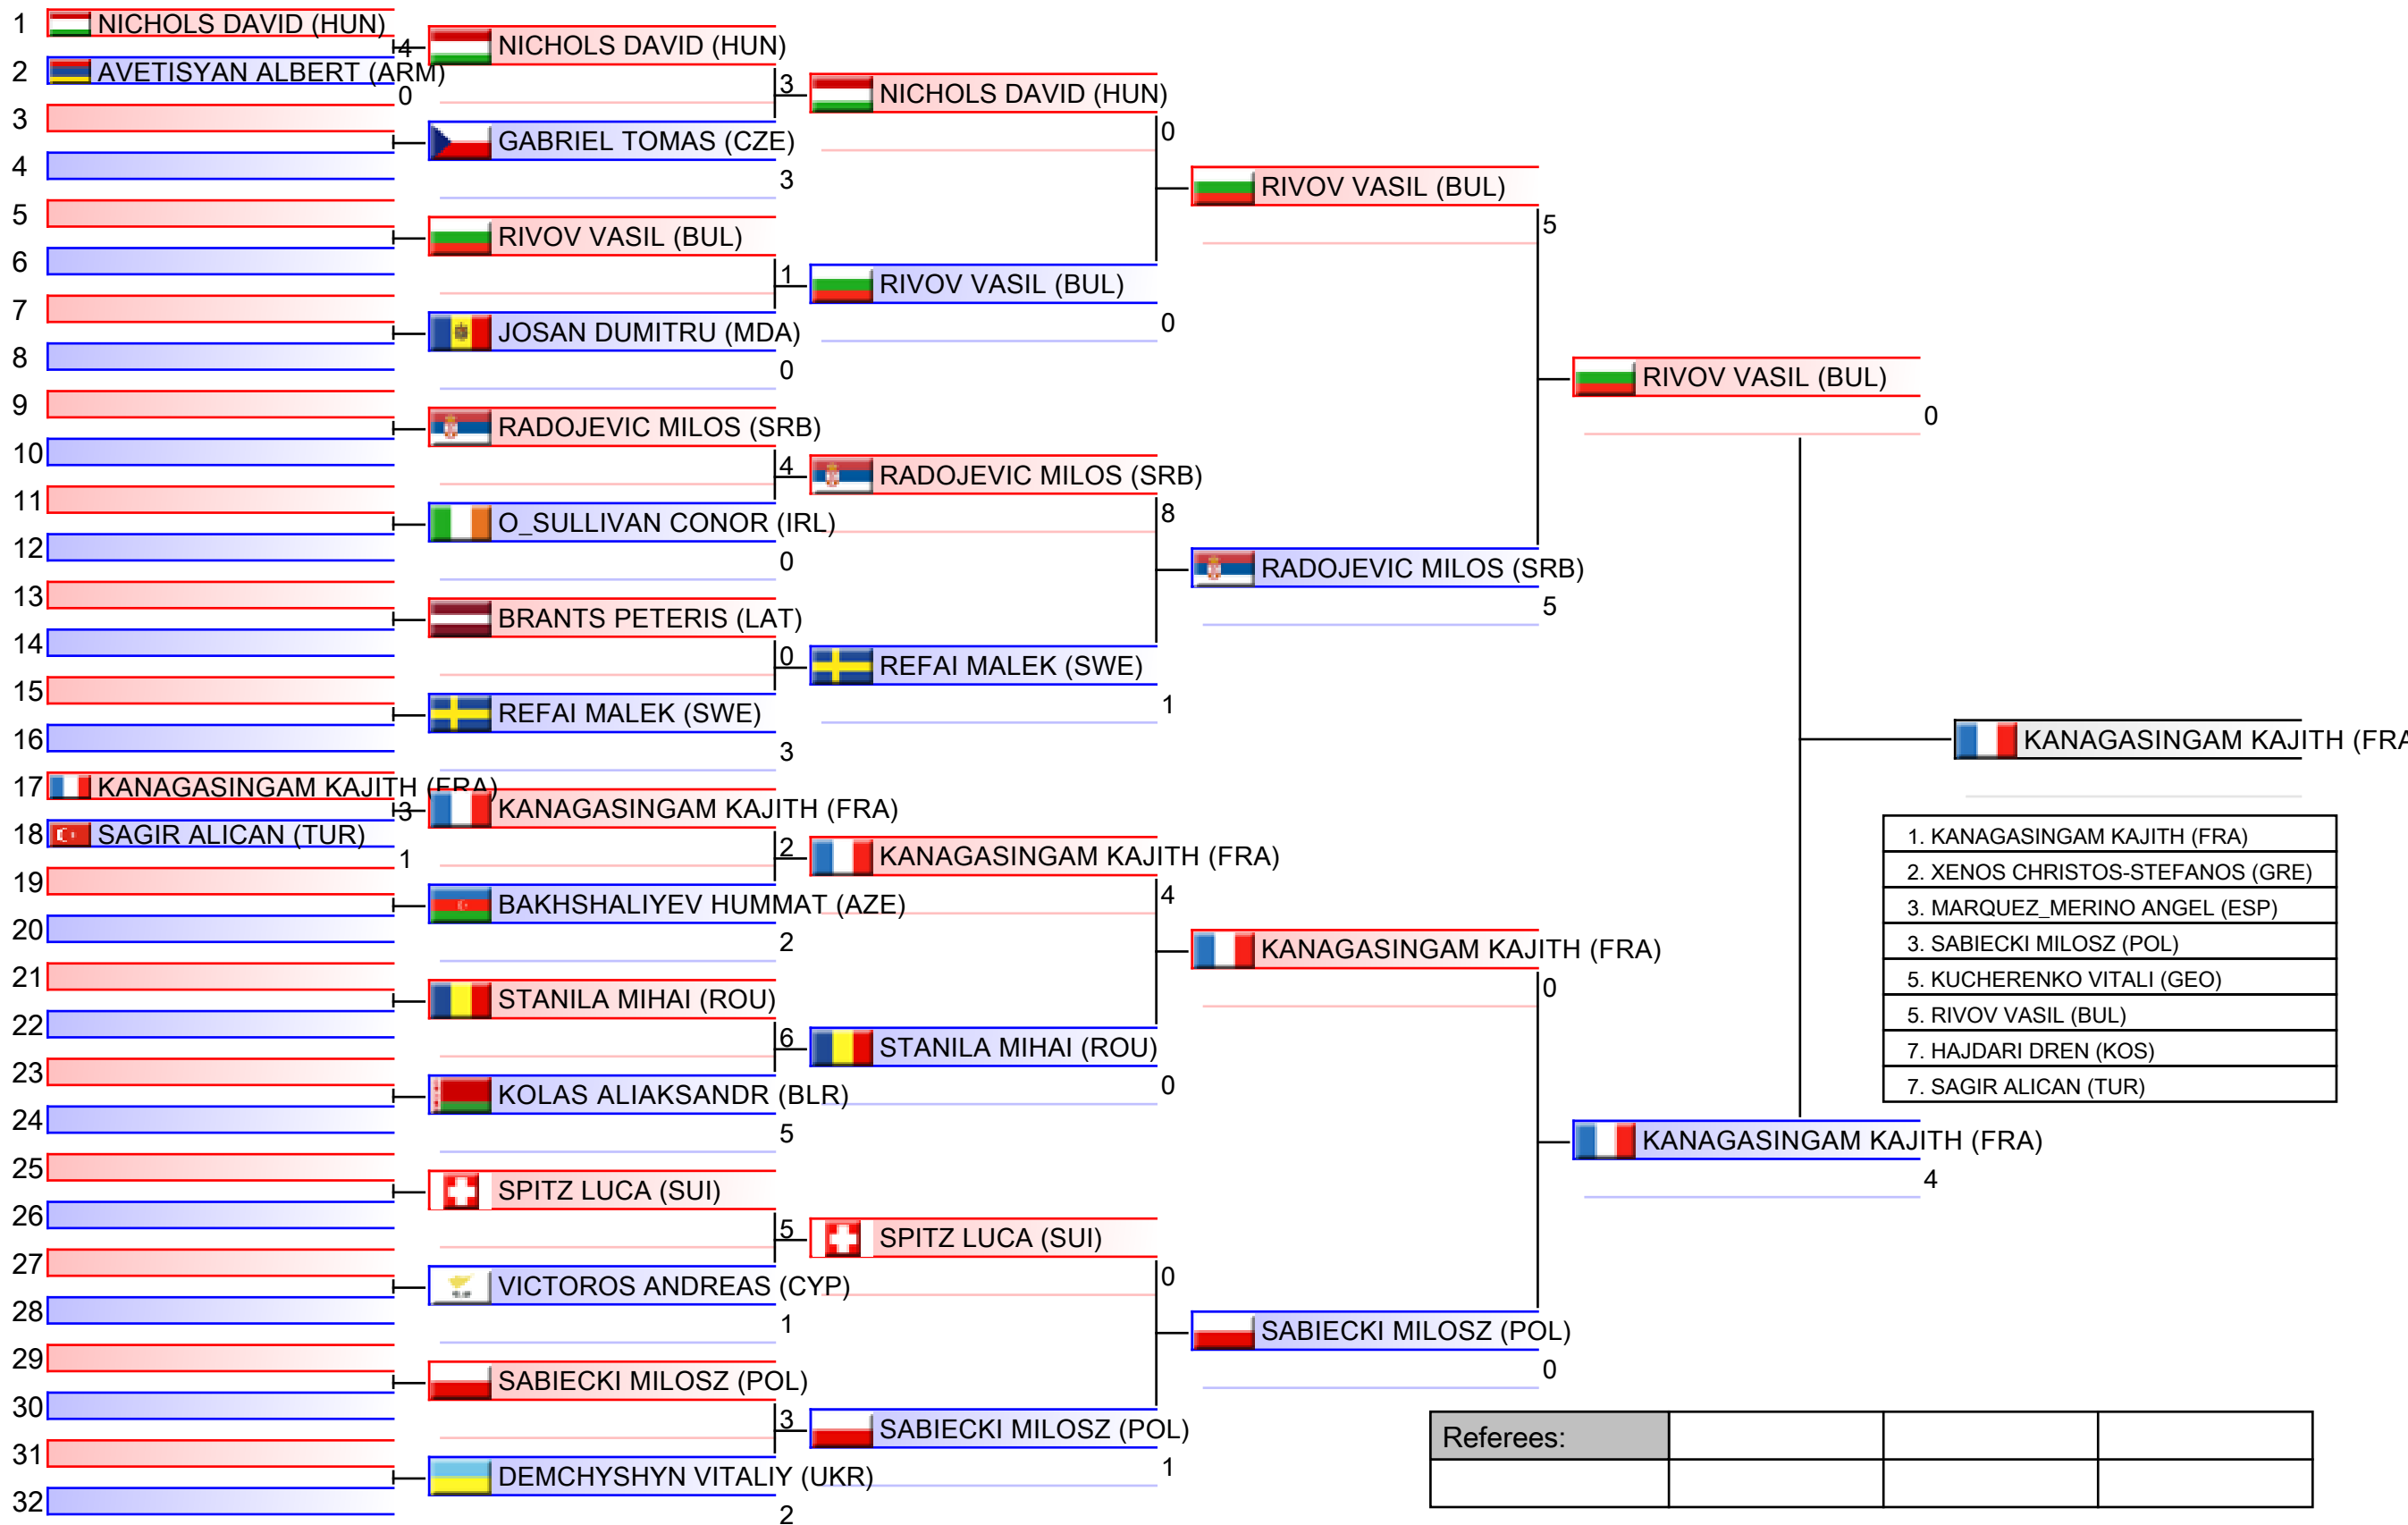 1 NICHOLS DAVID (HUN)
4
2 AVETISYAN ALBERT (ARM)
0
3
4
5
6
7
8
9
10
11
12
13
14
15
16
17 KANAGASINGAM KAJITH (FRA)
3
18 SAGIR ALICAN (TUR)
1
19
20
21
22
23
24
25
26
27
28
29
30
31
32
NICHOLS DAVID (HUN)
3
GABRIEL TOMAS (CZE)
3
RIVOV VASIL (BUL)
1
JOSAN DUMITRU (MDA)
0
RADOJEVIC MILOS (SRB)
4
O_SULLIVAN CONOR (IRL)
0
BRANTS PETERIS (LAT)
0
REFAI MALEK (SWE)
3
KANAGASINGAM KAJITH (FRA)
2
BAKHSHALIYEV HUMMAT (AZE)
2
STANILA MIHAI (ROU)
6
KOLAS ALIAKSANDR (BLR)
5
SPITZ LUCA (SUI)
5
VICTOROS ANDREAS (CYP)
1
SABIECKI MILOSZ (POL)
3
DEMCHYSHYN VITALIY (UKR)
2
NICHOLS DAVID (HUN)
0
RIVOV VASIL (BUL)
0
RADOJEVIC MILOS (SRB)
8
REFAI MALEK (SWE)
1
KANAGASINGAM KAJITH (FRA)
4
STANILA MIHAI (ROU)
0
SPITZ LUCA (SUI)
0
SABIECKI MILOSZ (POL)
1
RIVOV VASIL (BUL)
5
RADOJEVIC MILOS (SRB)
5
KANAGASINGAM KAJITH (FRA)
0
SABIECKI MILOSZ (POL)
0
RIVOV VASIL (BUL)
0
KANAGASINGAM KAJITH (FRA)
4
KANAGASINGAM KAJITH (FRA
1. KANAGASINGAM KAJITH (FRA)
2. XENOS CHRISTOS-STEFANOS (GRE)
3. MARQUEZ_MERINO ANGEL (ESP)
3. SABIECKI MILOSZ (POL)
5. KUCHERENKO VITALI (GEO)
5. RIVOV VASIL (BUL)
7. HAJDARI DREN (KOS)
7. SAGIR ALICAN (TUR)
Referees: